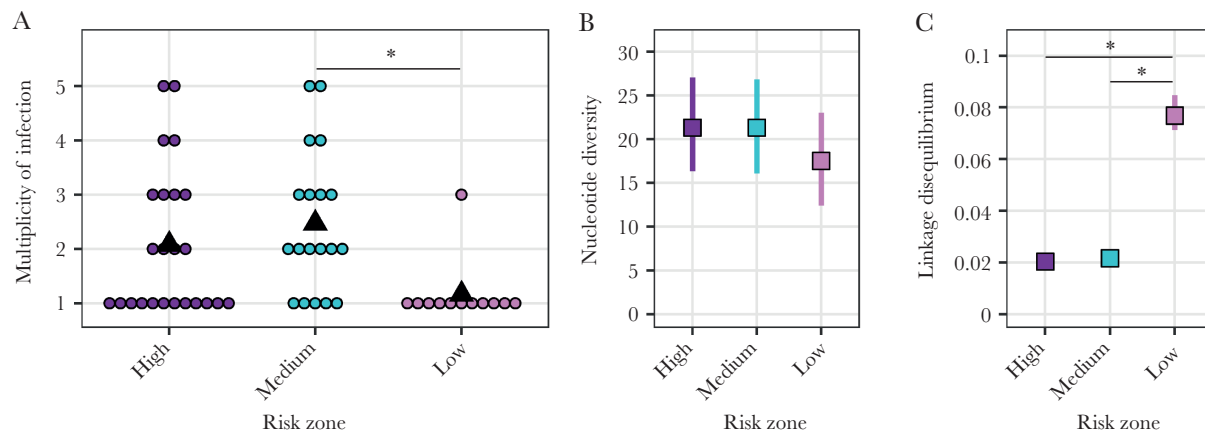 A
Multiplicity of infection
5
4
3
2
1
*
High
Medium
Low
Risk zone
B
Nucleotide diversity
30
25
20
15
10
5
0
High
Medium
Low
Risk zone
C
Linkage disequilibrium
0.1
0.08
0.06
0.04
0.02
0
*
*
High
Medium
Low
Risk zone